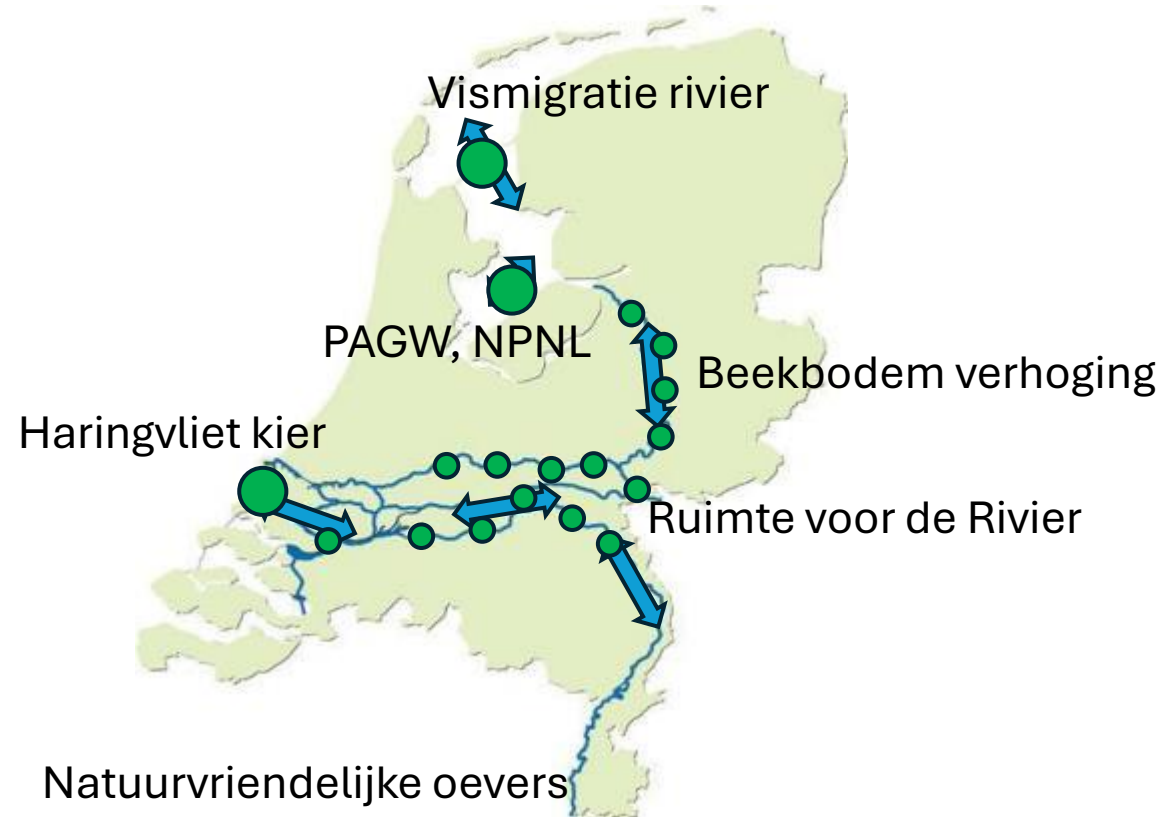 Vismigratie rivier
PAGW, NPNL
Beekbodem verhoging
Haringvliet kier
Ruimte voor de Rivier
Natuurvriendelijke oevers